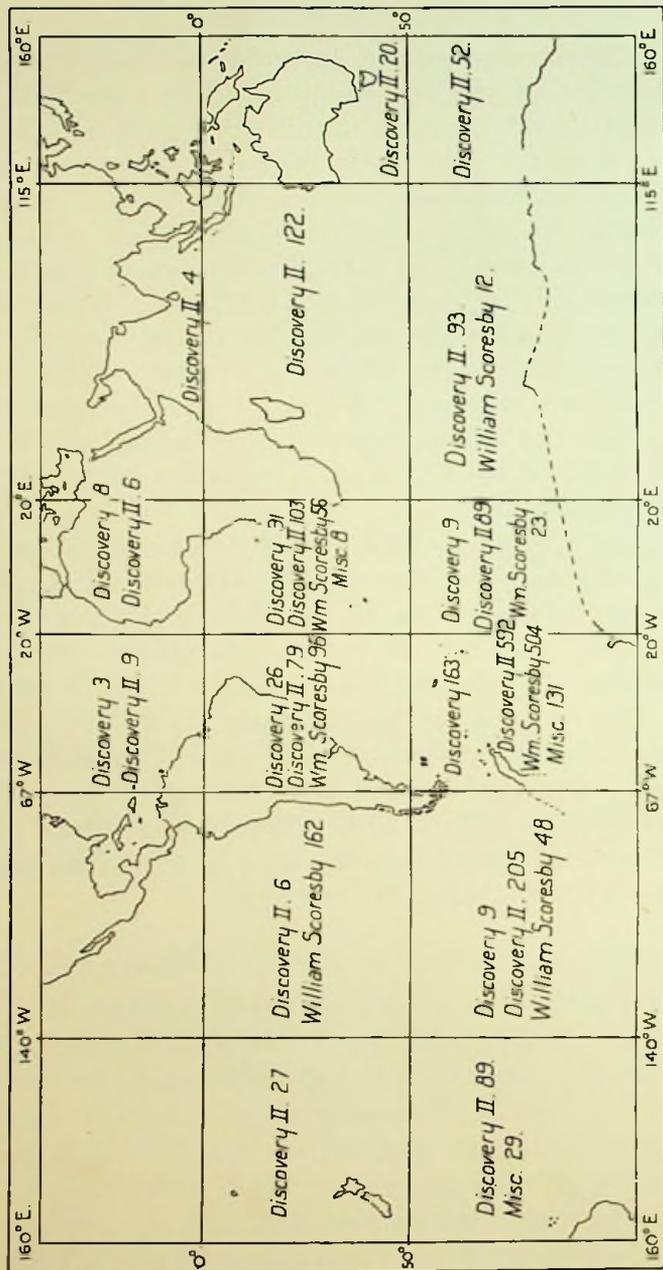 160°E.
140°W
67°W
20°W
20°E
115°E.
160°E.
Discovery 3
Discovery II. 9
Discovery 8
Discovery II. 6
Discovery II. 4
0°
0°
Discovery II. 27
Discovery II. 6
William Scoresby 162
Discovery 126
Discovery II. 79
Wm Scoresby 96
Discovery 31
Discovery II 103
Wm Scoresby 56
Misc 8
Discovery II. 122.
Discovery II. 20.
50°
50°
Discovery II. 89.
Misc. 29.
Discovery 9
Discovery II. 205
William Scoresby 48
Discovery 163.
Discovery II 592
Wm. Scoresby 504
Misc. 131
Discovery 9
Discovery II 89
Wm. Scoresby
23
Discovery II. 93
William Scoresby 12.
Discovery II. 52.
160°E.
140°W
67°W
20°W
20°E
115°E.
160°E.